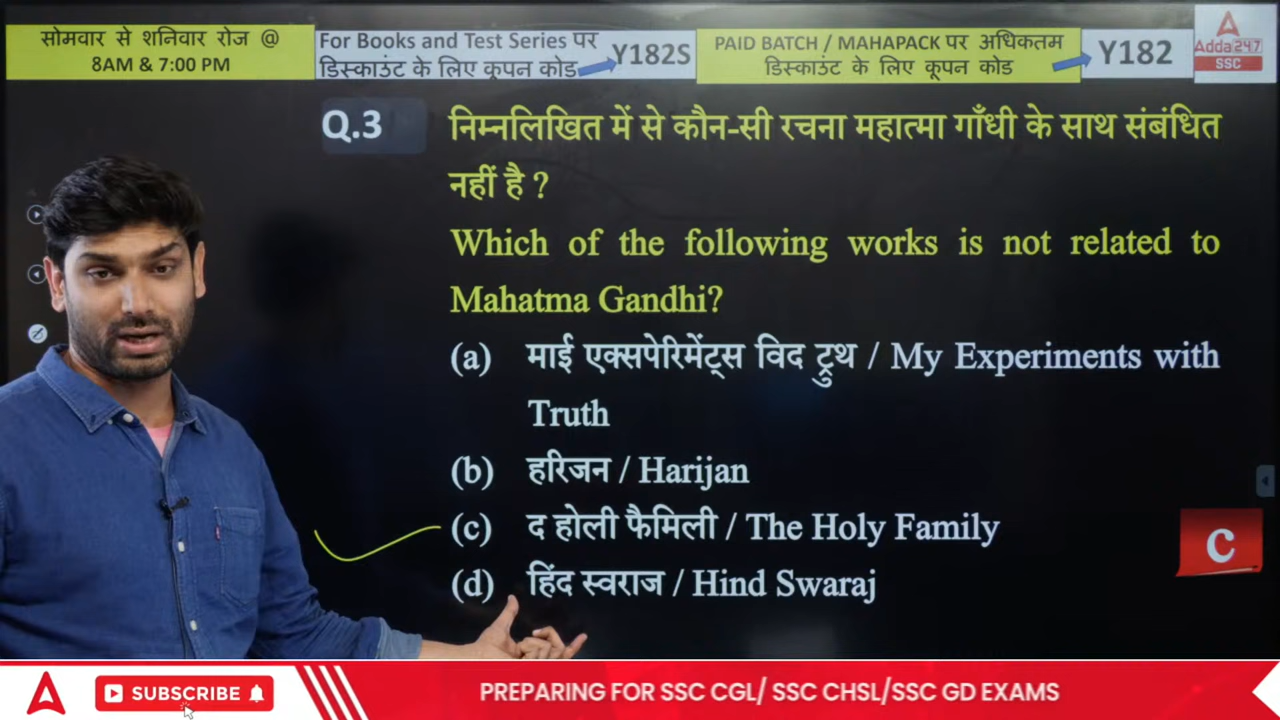 सोमवार से शनिवार रोज @
8AM & 7:00 PM
For Books and Test Series पर
डिस्काउंट के लिए कूपन कोड
Y182S
PAID BATCH / MAHAPACK पर अधिकतम
डिस्काउंट के लिए कूपन कोड
Y182
Adda247
SSC
Q.3 निम्नलिखित में से कौन-सी रचना महात्मा गाँधी के साथ संबंधित
नहीं है ?
Which of the following works is not related to
Mahatma Gandhi?
(a) माई एक्सपेरिमेंट्स विद ट्रुथ / My Experiments with
Truth
(b) हरिजन / Harijan
(c) द होली फैमिली / The Holy Family
(d) हिंद स्वराज / Hind Swaraj
C
SUBSCRIBE
PREPARING FOR SSC CGL/ SSC CHSL/SSC GD EXAMS